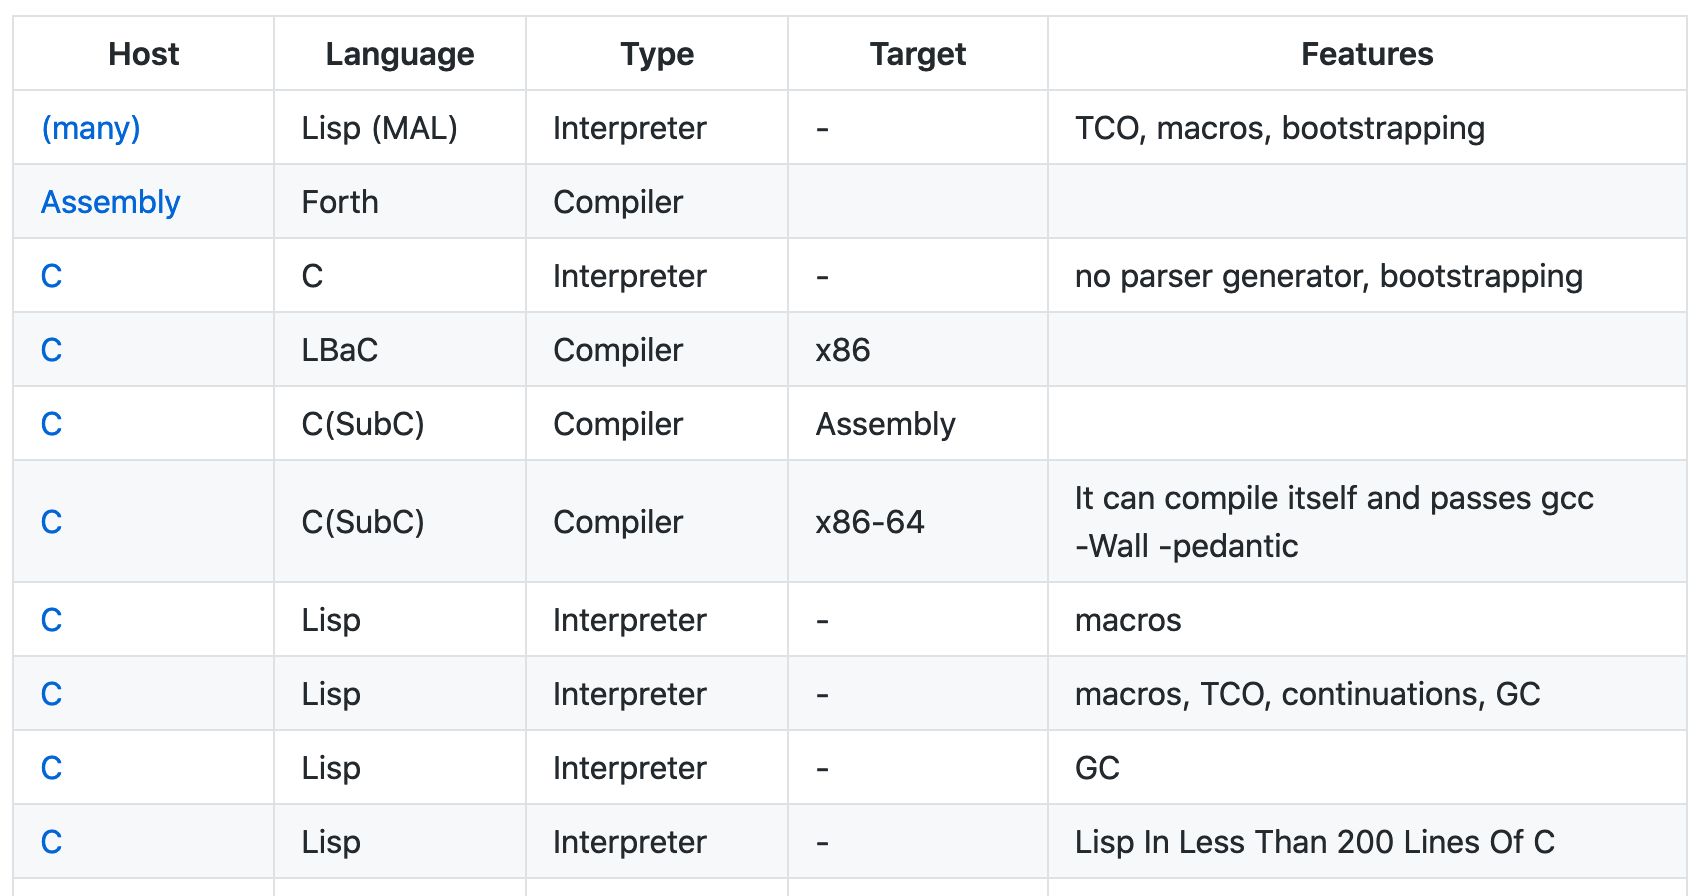 Host Language Type Target Features
(many) Lisp (MAL) Interpreter - TCO, macros, bootstrapping
Assembly Forth Compiler
C C Interpreter - no parser generator, bootstrapping
C LBaC Compiler x86
C C(SubC) Compiler Assembly
C C(SubC) Compiler x86-64 It can compile itself and passes gcc
-Wall -pedantic
C Lisp Interpreter - macros
C Lisp Interpreter - macros, TCO, continuations, GC
C Lisp Interpreter - GC
C Lisp Interpreter - Lisp In Less Than 200 Lines Of C